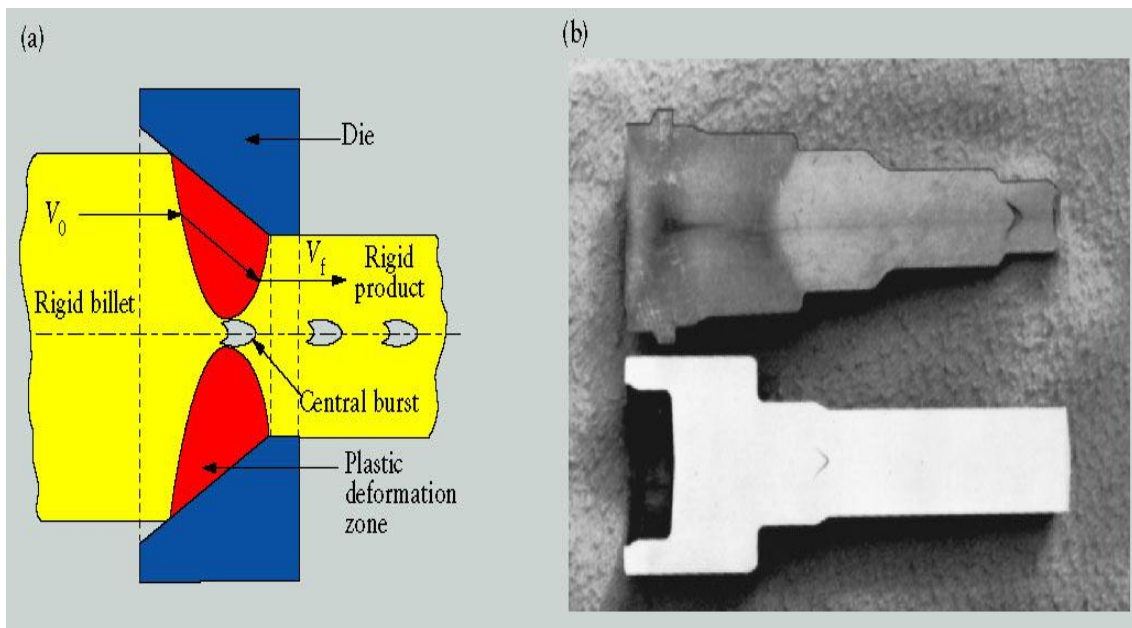 (a)
(b)
Die
V0
Vf
Rigid
product
Rigid billet
Central burst
Plastic
deformation
zone